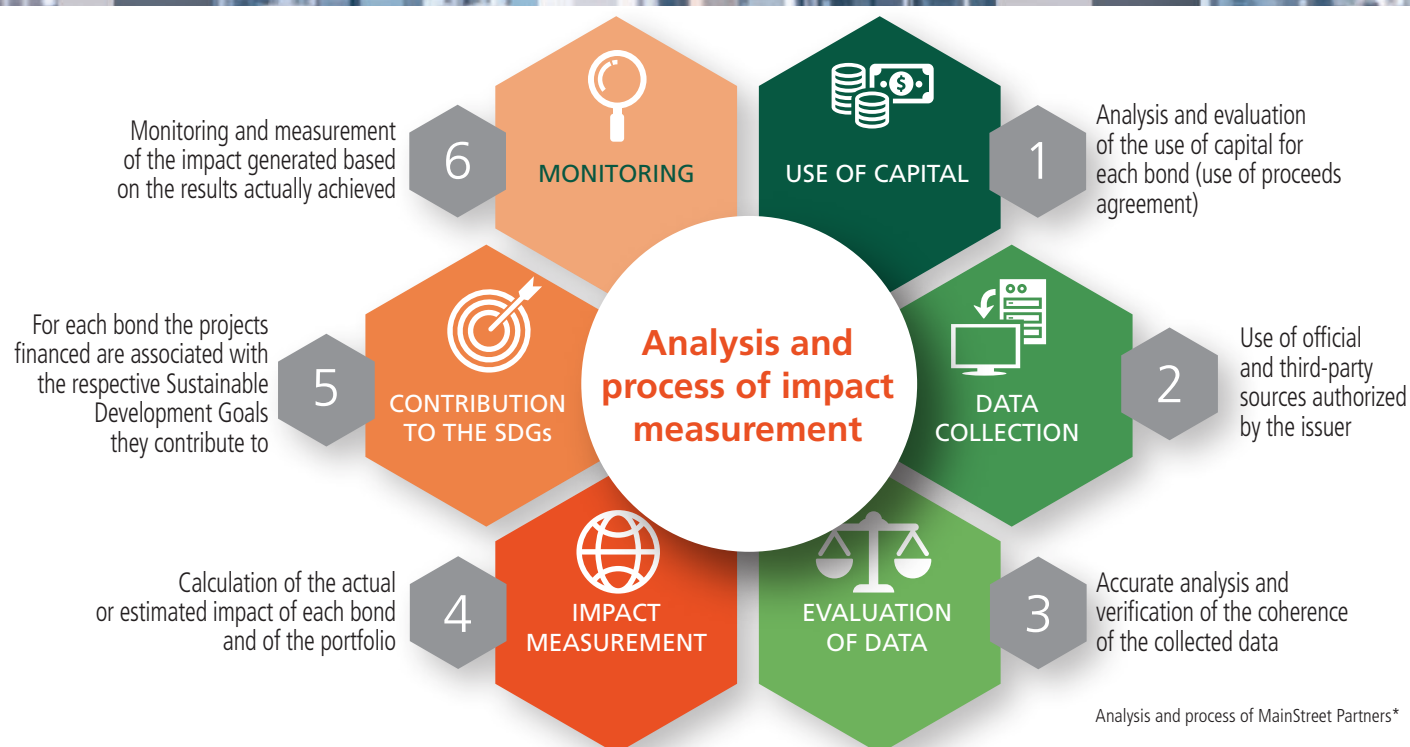 Analysis and
process of impact
measurement
1
USE OF CAPITAL
Analysis and evaluation
of the use of capital for
each bond (use of proceeds
agreement)
2
DATA
COLLECTION
Use of official
and third-party
sources authorized
by the issuer
3
EVALUATION
OF DATA
Accurate analysis and
verification of the coherence
of the collected data
4
IMPACT
MEASUREMENT
Calculation of the actual
or estimated impact of each bond
and of the portfolio
5
CONTRIBUTION
TO THE SDGs
For each bond the projects
financed are associated with
the respective Sustainable
Development Goals
they contribute to
6
MONITORING
Monitoring and measurement
of the impact generated based
on the results actually achieved
Analysis and process of MainStreet Partners*